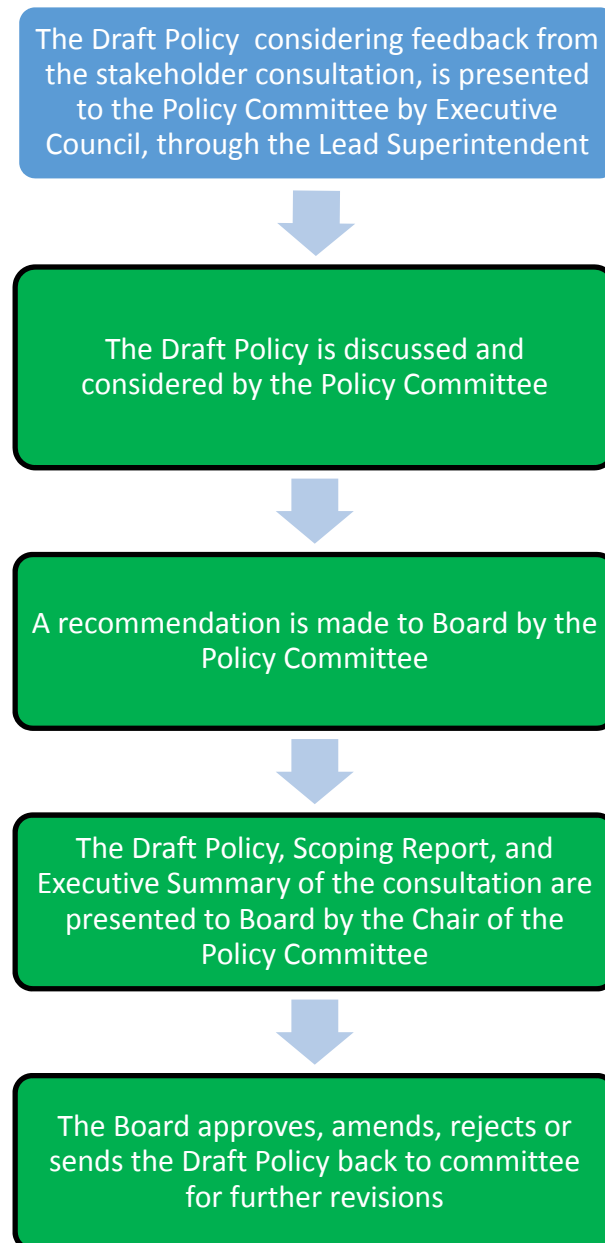 The Draft Policy  considering feedback from
the stakeholder consultation, is presented
to the Policy Committee by Executive
Council, through the Lead Superintendent
The Draft Policy is discussed and
considered by the Policy Committee
A recommendation is made to Board by the
Policy Committee
The Draft Policy, Scoping Report, and
Executive Summary of the consultation are
presented to Board by the Chair of the
Policy Committee
The Board approves, amends, rejects or
sends the Draft Policy back to committee
for further revisions